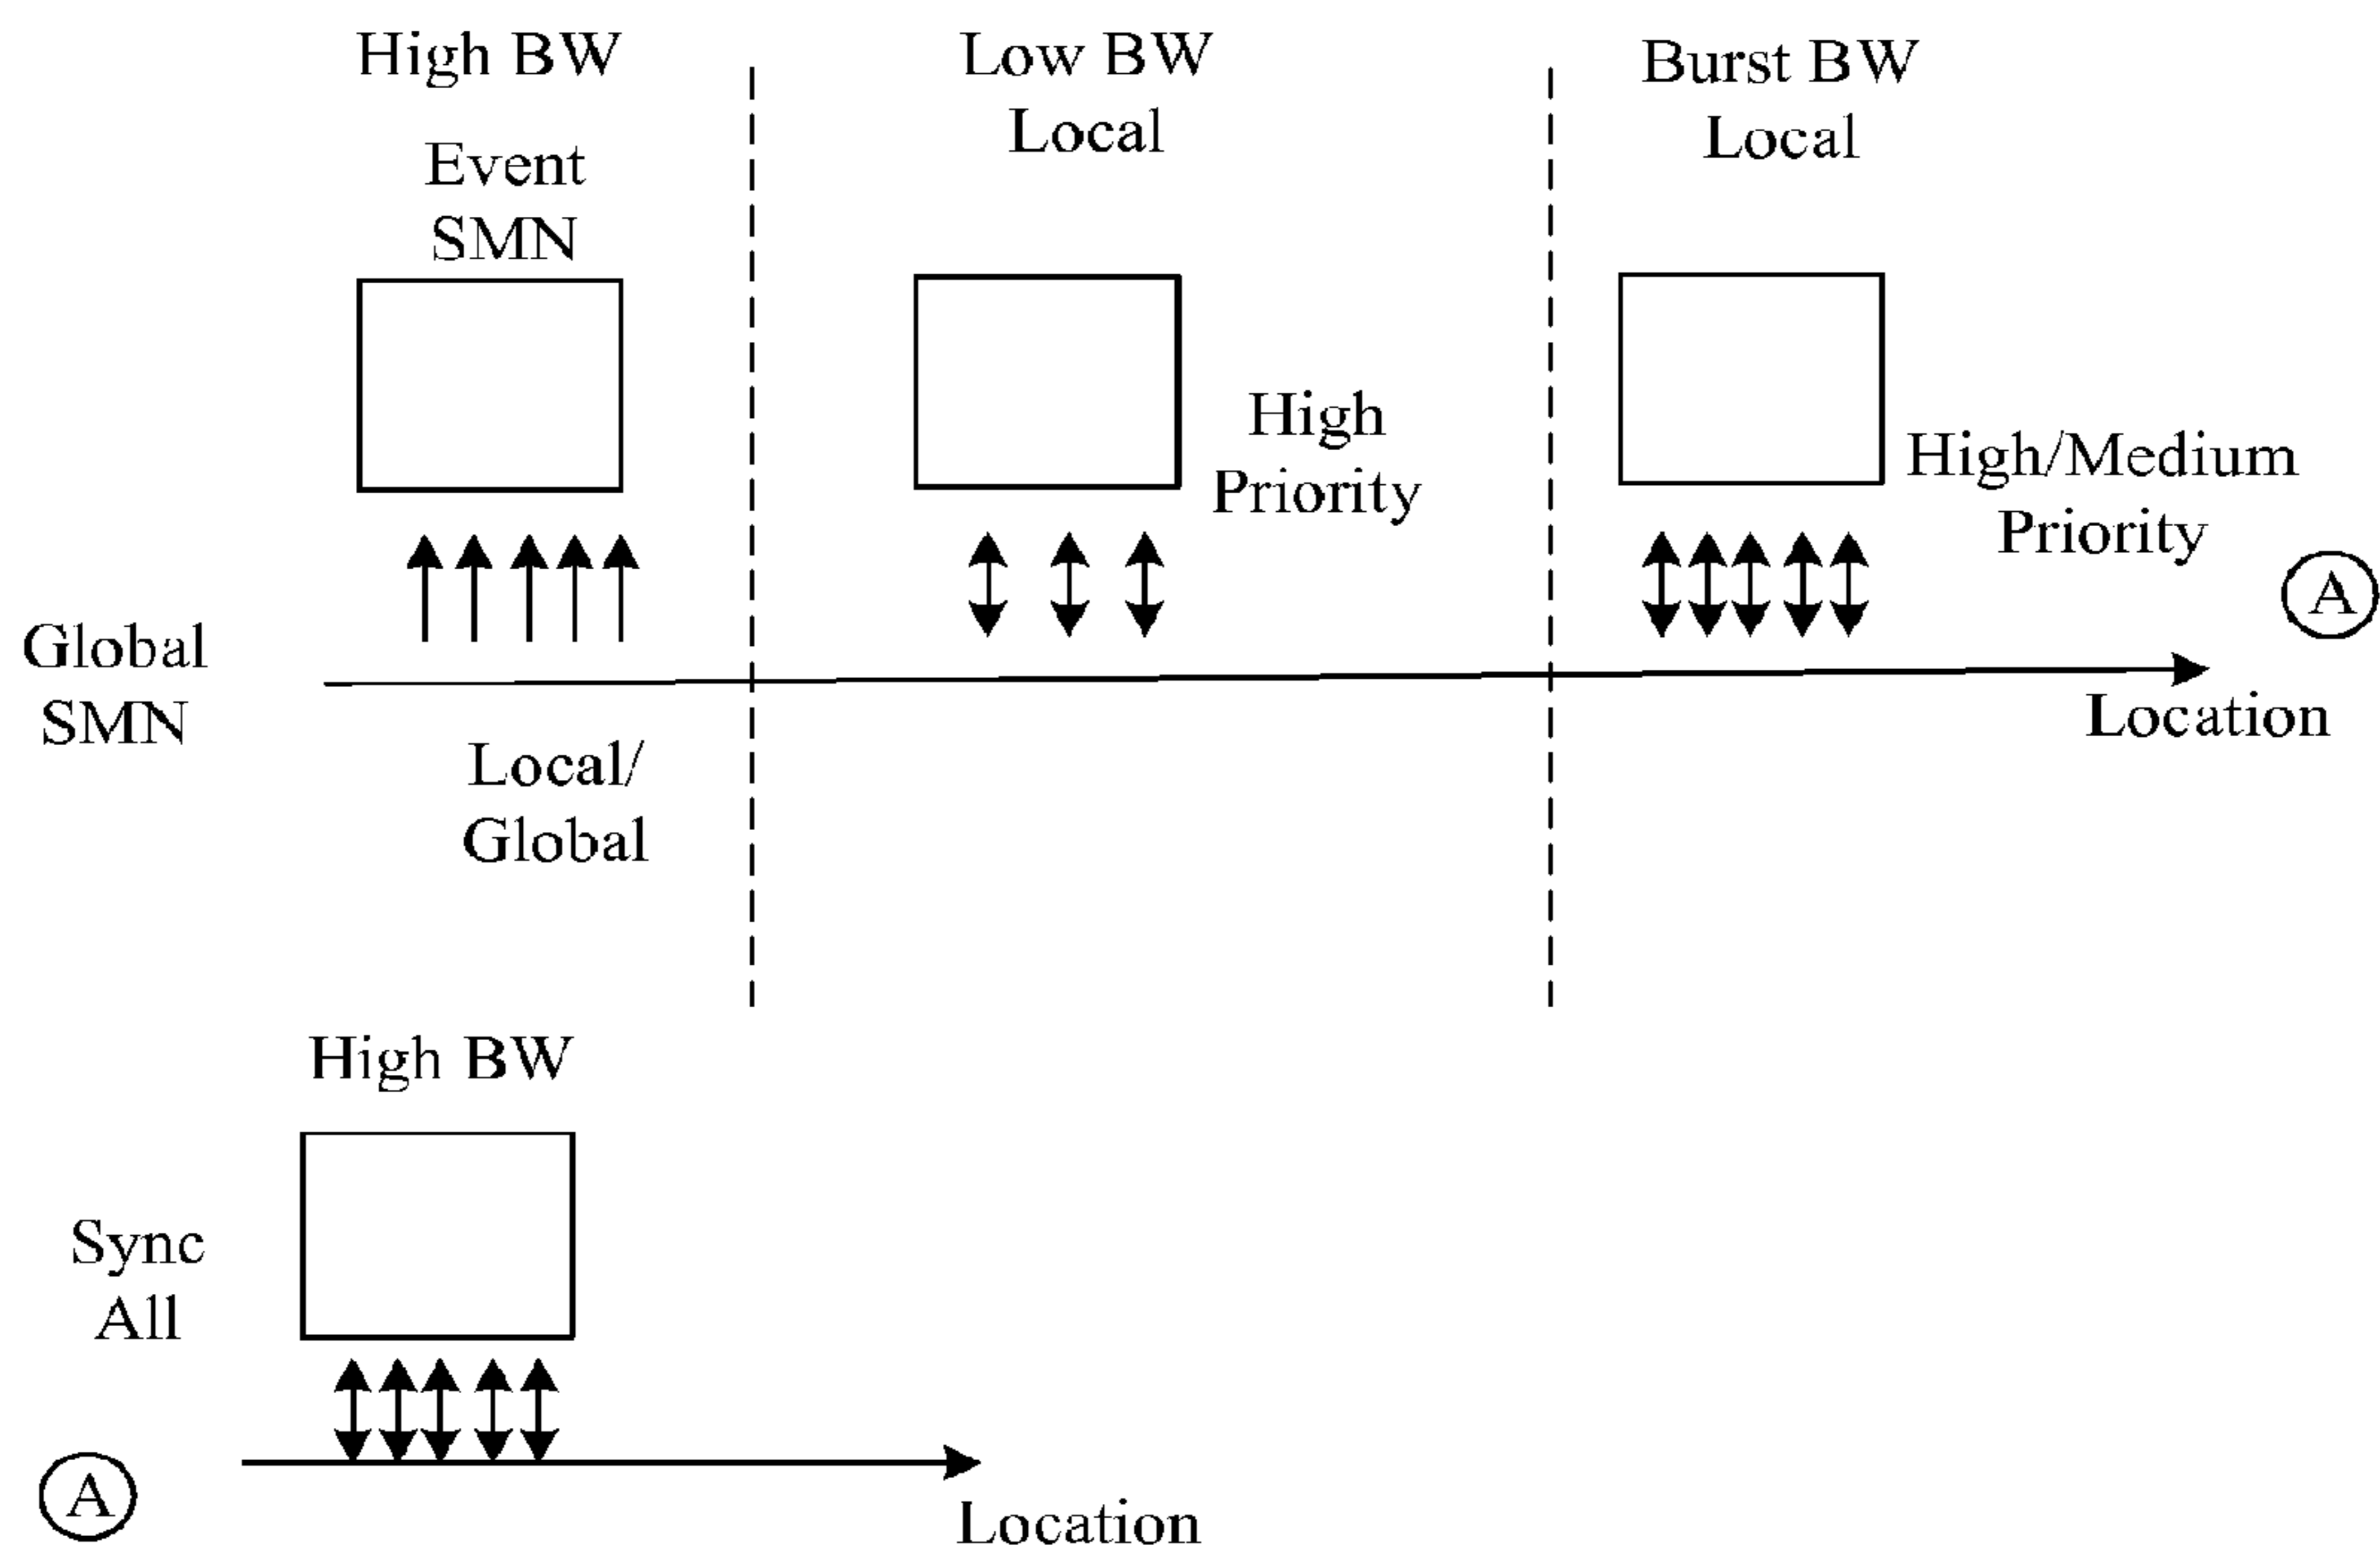 High BW
Event
SMN
Low BW
Local
Burst BW
Local
High
Priority
High/Medium
Priority
A
Global
SMN
Location
Local/
Global
High BW
Sync
All
A
Location